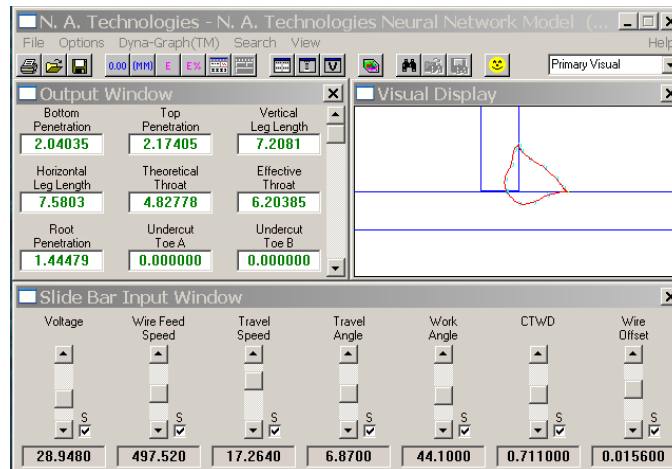 N. A. Technologies - N. A. Technologies Neural Network Model (...
File Options Dyna-Graph(TM) Search View Help
0.00 (MM) E E% Primary Visual
Output Window
Bottom Penetration Top Penetration Vertical Leg Length
2.04035 2.17405 7.2081
Horizontal Leg Length Theoretical Throat Effective Throat
7.5803 4.82778 6.20385
Root Penetration Undercut Toe A Undercut Toe B
1.44479 0.000000 0.000000
Visual Display
Slide Bar Input Window
Voltage Wire Feed Speed Travel Speed Travel Angle Work Angle CTWD Wire Offset
S S S S S S S
28.9480 497.520 17.2640 6.8700 44.1000 0.711000 0.015600